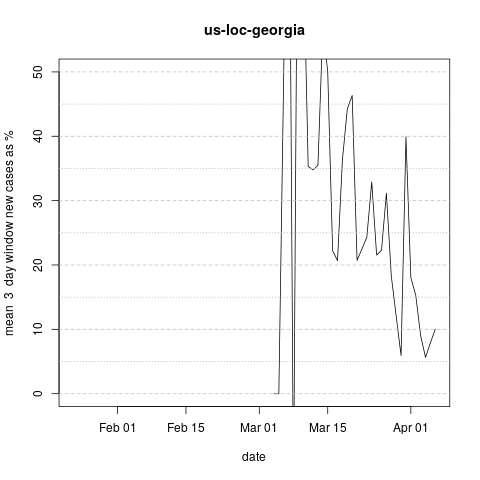 us-loc-georgia
mean 3 day window new cases as %
50
40
30
20
10
0
Feb 01
Feb 15
Mar 01
Mar 15
Apr 01
date